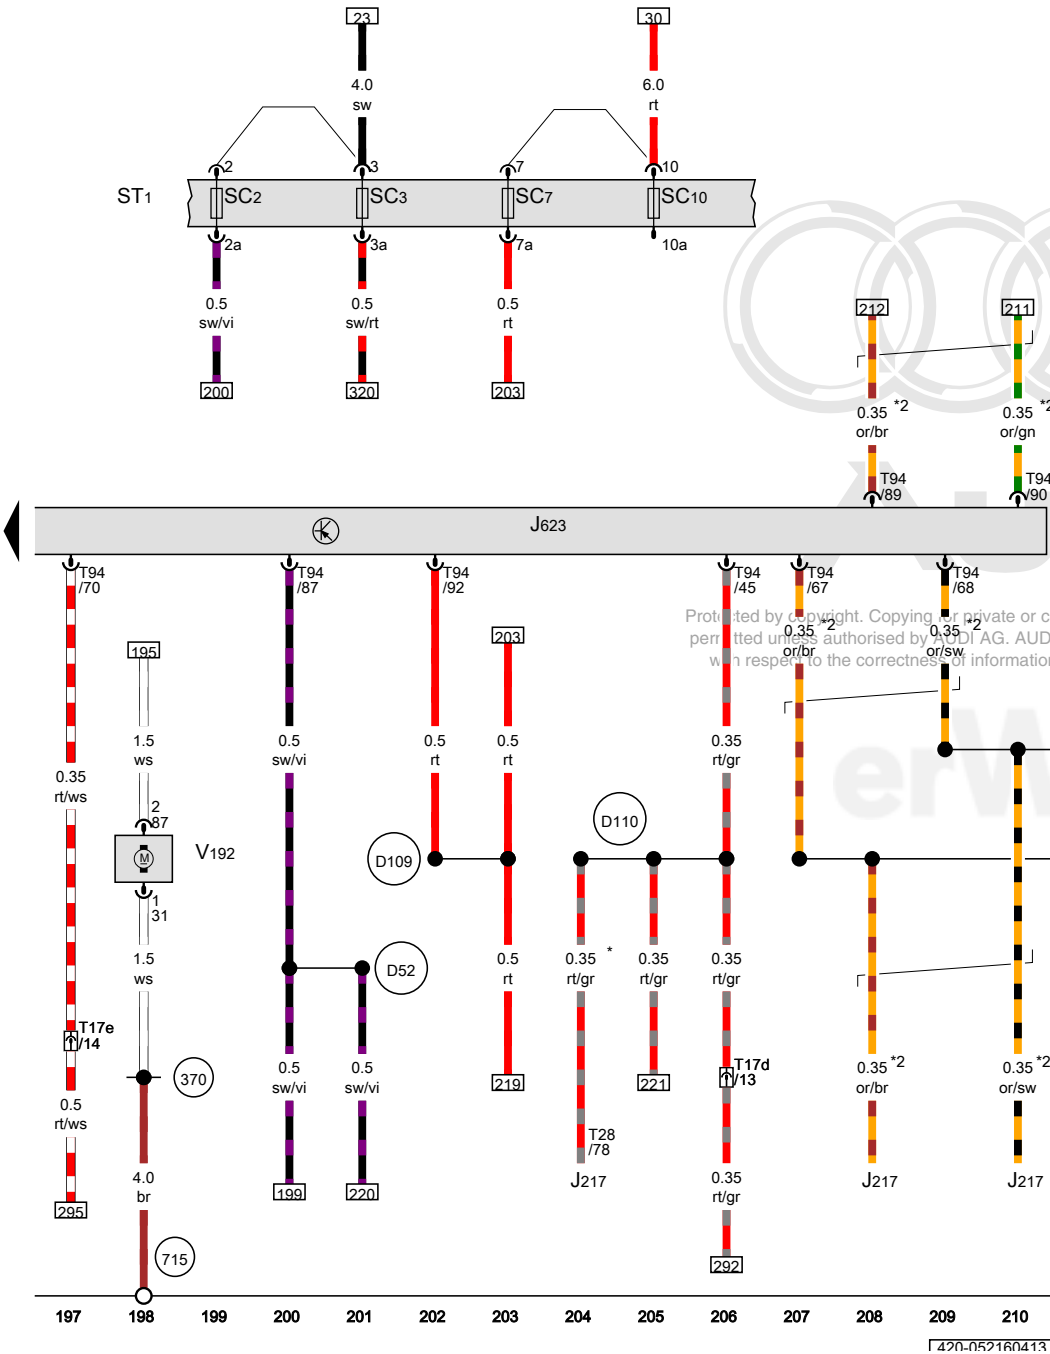 23
30
4.0
sw
6.0
rt
2
3
7
10
ST1
SC2
SC3
SC7
SC10
2a
3a
7a
10a
0.5
sw/vi
0.5
sw/rt
0.5
rt
200
320
203
212
211
0.35 *2
or/br
0.35 *2
or/gn
T94
/89
T94
/90
J623
T94
/70
T94
/87
T94
/92
T94
/45
T94
/67
T94
/68
Protected by copyright. Copying for private or c
permitted unless authorised by AUDI AG. AUD
with respect to the correctness of information
0.35 *2
or/br
0.35 *2
or/sw
195
203
1.5
ws
0.5
sw/vi
0.5
rt
0.5
rt
0.35
rt/gr
0.35
rt/ws
erW
2
87
M
V192
D109
D110
1
31
1.5
ws
D52
0.5
rt
0.35 *
rt/gr
0.35
rt/gr
0.35
rt/gr
T17e
/14
370
0.5
sw/vi
0.5
sw/vi
219
221
T17d
/13
0.35 *2
or/br
0.35 *2
or/sw
0.5
rt/ws
T28
/78
4.0
br
199
220
J217
0.35
rt/gr
J217
J217
295
715
292
197 198 199 200 201 202 203 204 205 206 207 208 209 210
420-052160413